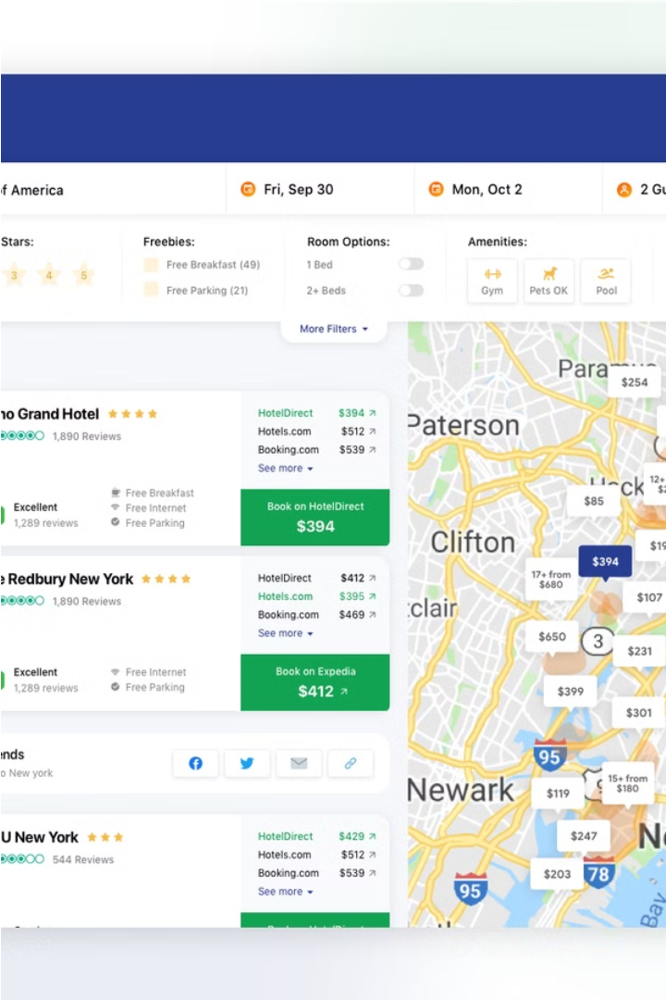 f America
Fri, Sep 30
Mon, Oct 2
2 Gu
Stars:
3
4
5
Freebies:
Free Breakfast (49)
Free Parking (21)
Room Options:
1 Bed
2+ Beds
Amenities:
Gym
Pets OK
Pool
More Filters
no Grand Hotel
1,890 Reviews
Excellent
1,289 reviews
Free Breakfast
Free Internet
Free Parking
HotelDirect $394
Hotels.com $512
Booking.com $539
See more
Book on HotelDirect
$394
e Redbury New York
1,890 Reviews
Excellent
1,289 reviews
Free Internet
Free Parking
HotelDirect $412
Hotels.com $395
Booking.com $469
See more
Book on Expedia
$412
ends
o New york
U New York
544 Reviews
HotelDirect $429
Hotels.com $512
Booking.com $539
See more
Param
$254
Paterson
12+
Hack
$85
Clifton
$19
$394
17+ from
$680
$107
clair
$650
3
$231
$399
$301
95
15+ from
$180
Newark
$119
9
$247
Ne
$203
78
95
Bay